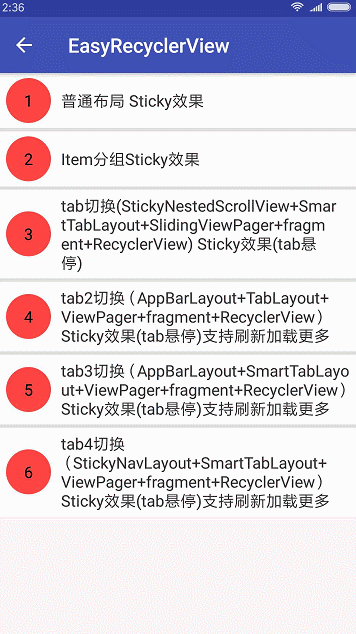 2:36
EasyRecyclerView
1
普通布局 Sticky效果
2
Item分组Sticky效果
3
tab切换(StickyNestedScrollView+Smar
tTabLayout+SlidingViewPager+fragm
ent+RecyclerView) Sticky效果(tab悬
停)
4
tab2切换（AppBarLayout+TabLayout+
ViewPager+fragment+RecyclerView）
Sticky效果(tab悬停)支持刷新加载更多
5
tab3切换（AppBarLayout+SmartTabLayo
ut+ViewPager+fragment+RecyclerView）
Sticky效果(tab悬停)支持刷新加载更多
6
tab4切换
（StickyNavLayout+SmartTabLayout+
ViewPager+fragment+RecyclerView）
Sticky效果(tab悬停)支持刷新加载更多